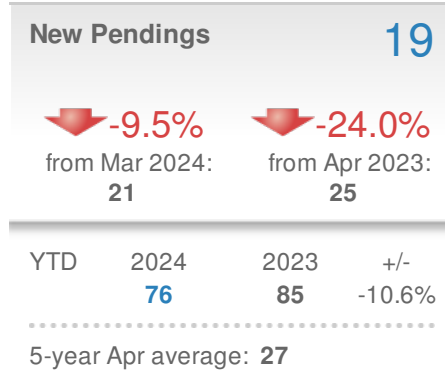 New Pendings 19
-9.5% -24.0%
from Mar 2024: from Apr 2023:
21 25
YTD 2024 2023 +/-
76 85 -10.6%
5-year Apr average: 27